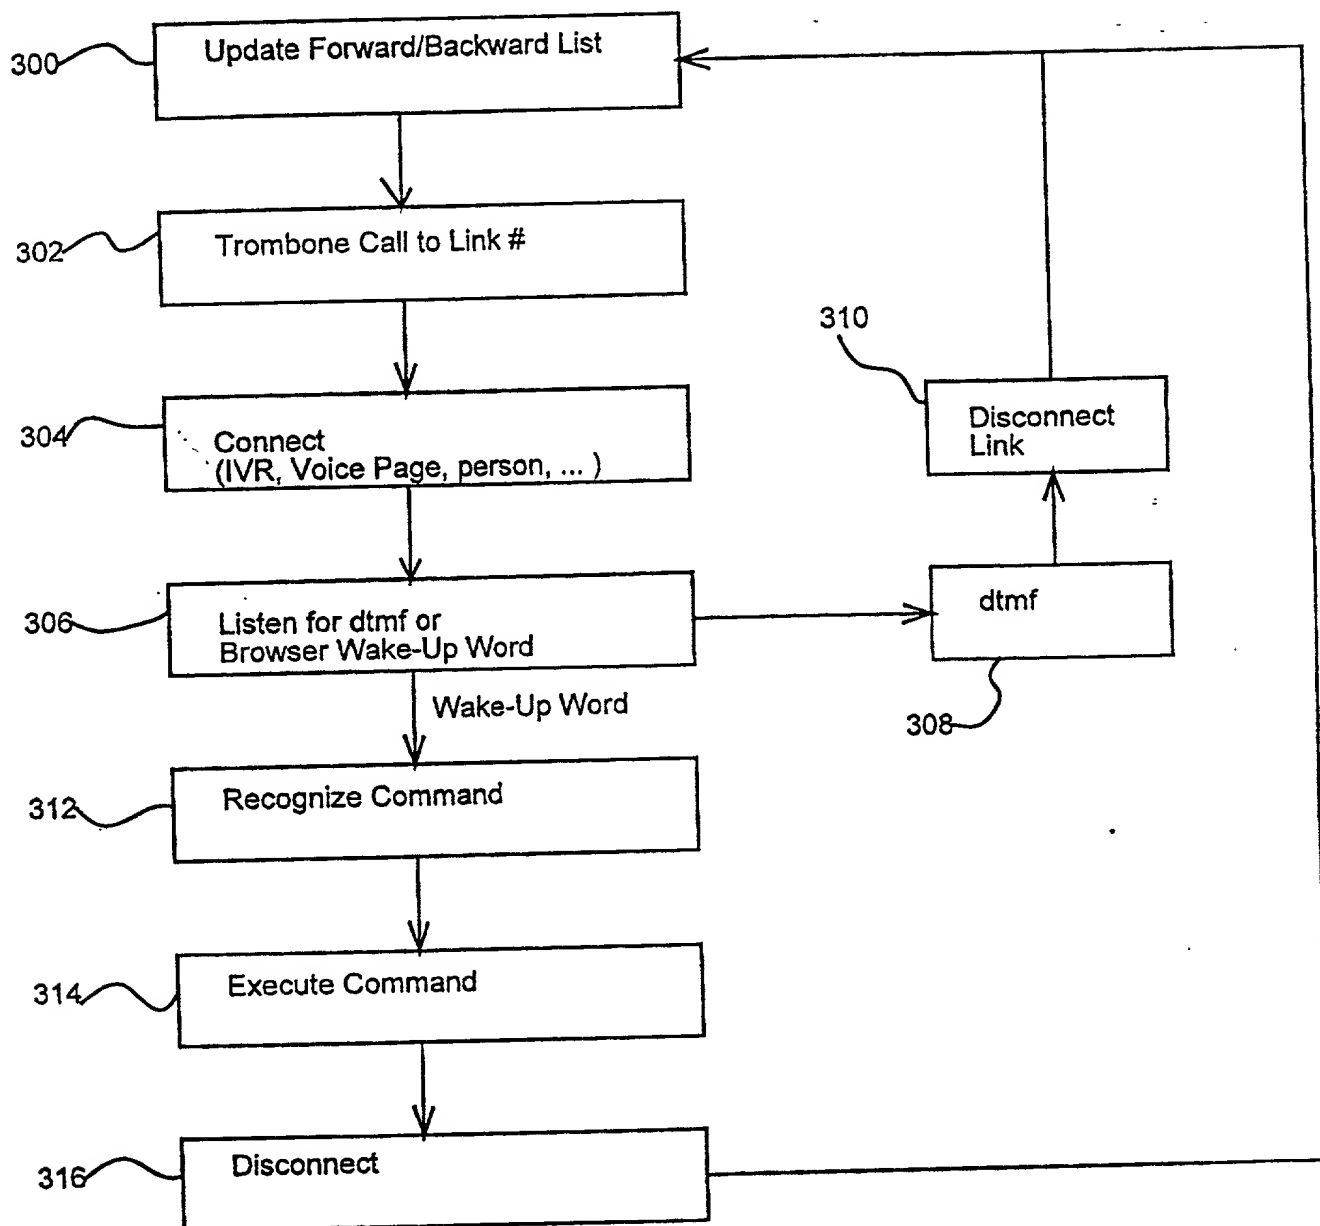 300
Update Forward/Backward List
302
Trombone Call to Link #
304
Connect
(IVR, Voice Page, person, ... )
310
Disconnect
Link
306
Listen for dtmf or
Browser Wake-Up Word
dtmf
308
Wake-Up Word
312
Recognize Command
314
Execute Command
316
Disconnect